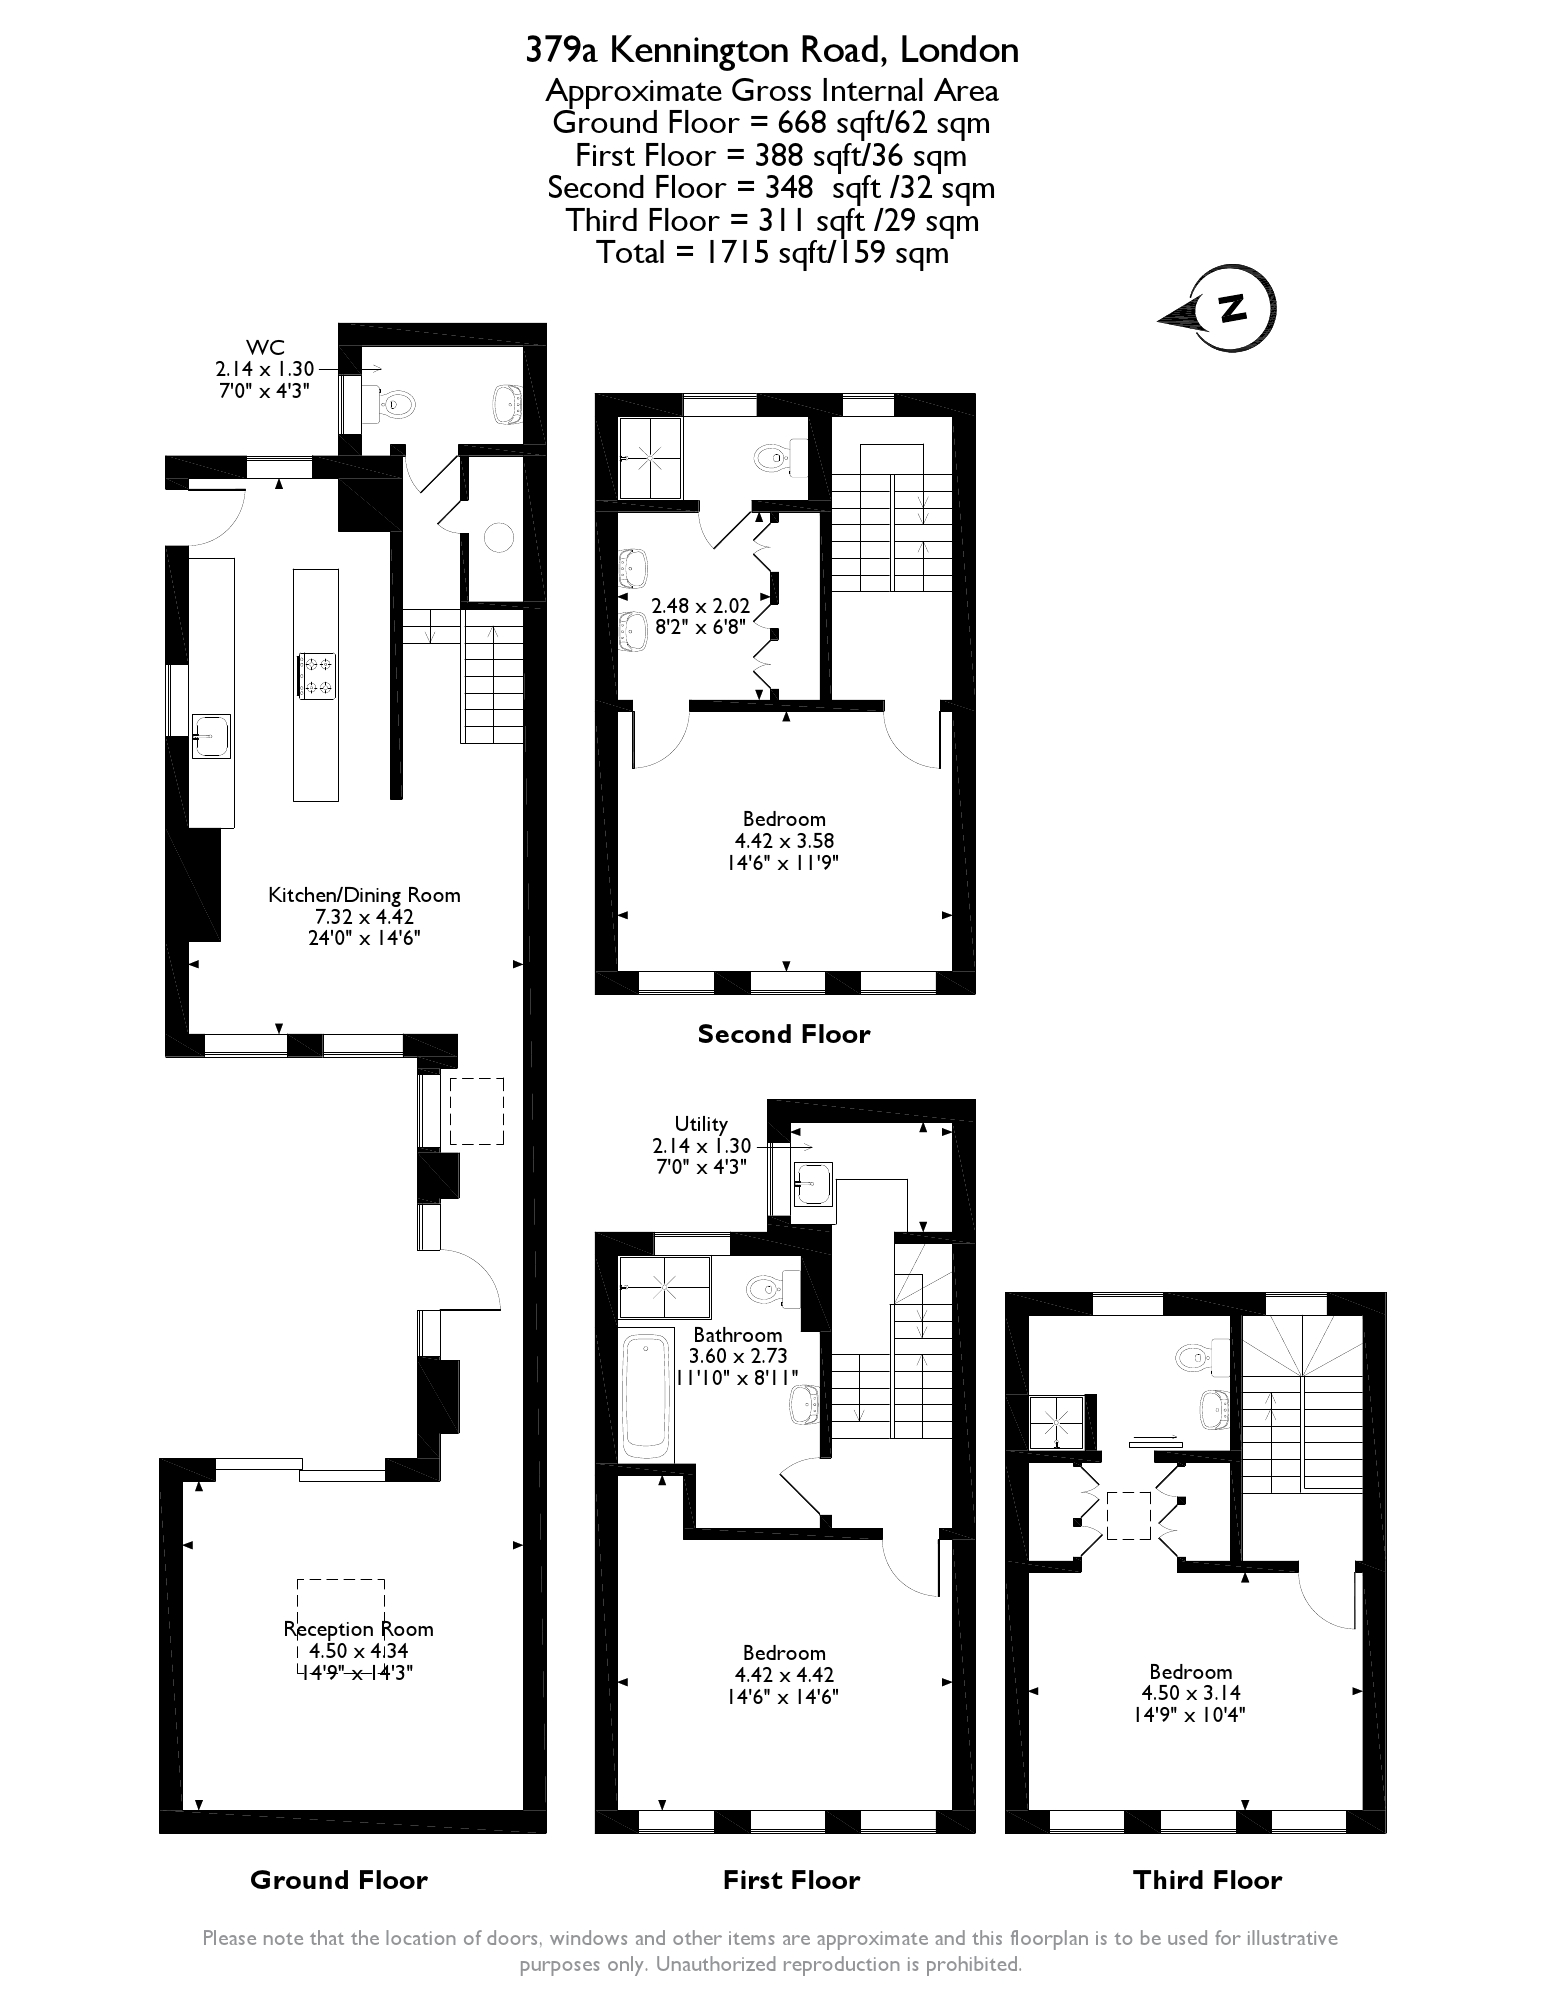 379a Kennington Road, London
Approximate Gross Internal Area
Ground Floor = 668 sqft/62 sqm
First Floor = 388 sqft/36 sqm
Second Floor = 348 sqft /32 sqm
Third Floor = 311 sqft /29 sqm
Total = 1715 sqft/159 sqm
N
WC
2.14 x 1.30
7'0" x 4'3"
2.48 x 2.02
8'2" x 6'8"
Bedroom
4.42 x 3.58
14'6" x 11'9"
Kitchen/Dining Room
7.32 x 4.42
24'0" x 14'6"
Second Floor
Utility
2.14 x 1.30
7'0" x 4'3"
Bathroom
3.60 x 2.73
11'10" x 8'11"
Reception Room
4.50 x 4.34
14'9" x 14'3"
Bedroom
4.42 x 4.42
14'6" x 14'6"
Bedroom
4.50 x 3.14
14'9" x 10'4"
Ground Floor
First Floor
Third Floor
Please note that the location of doors, windows and other items are approximate and this floorplan is to be used for illustrative
purposes only. Unauthorized reproduction is prohibited.